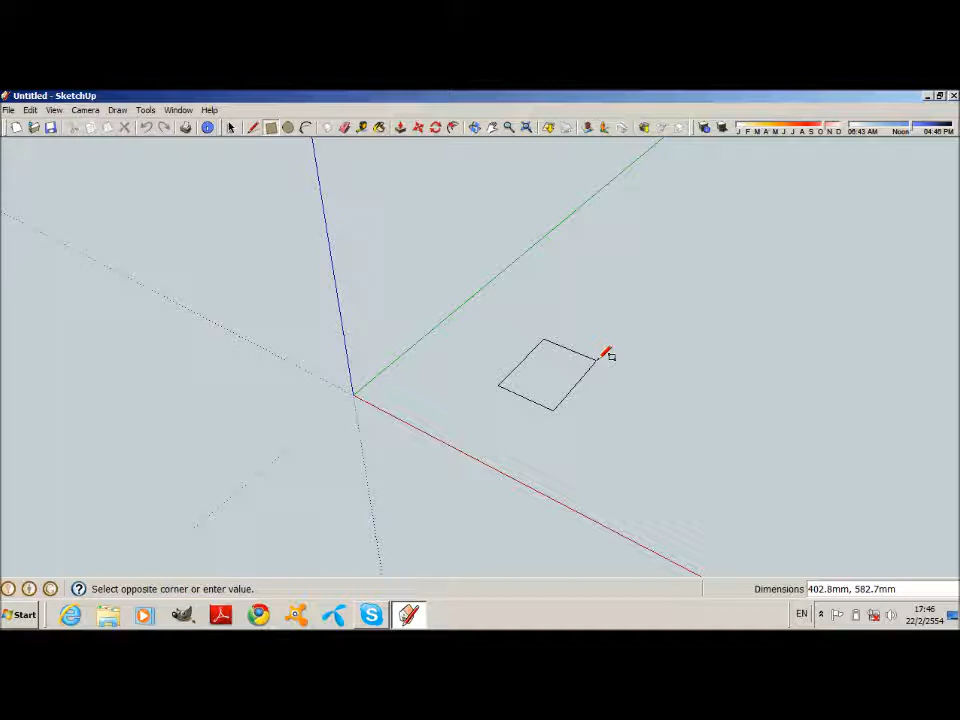 Untitled - SketchUp
File Edit View Camera Draw Tools Window Help
J F M A M J J A S O N D 06:43 AM Noon 04:45 PM
Select opposite corner or enter value. Dimensions 402.8mm, 582.7mm
Start EN 17:46
22/2/2554